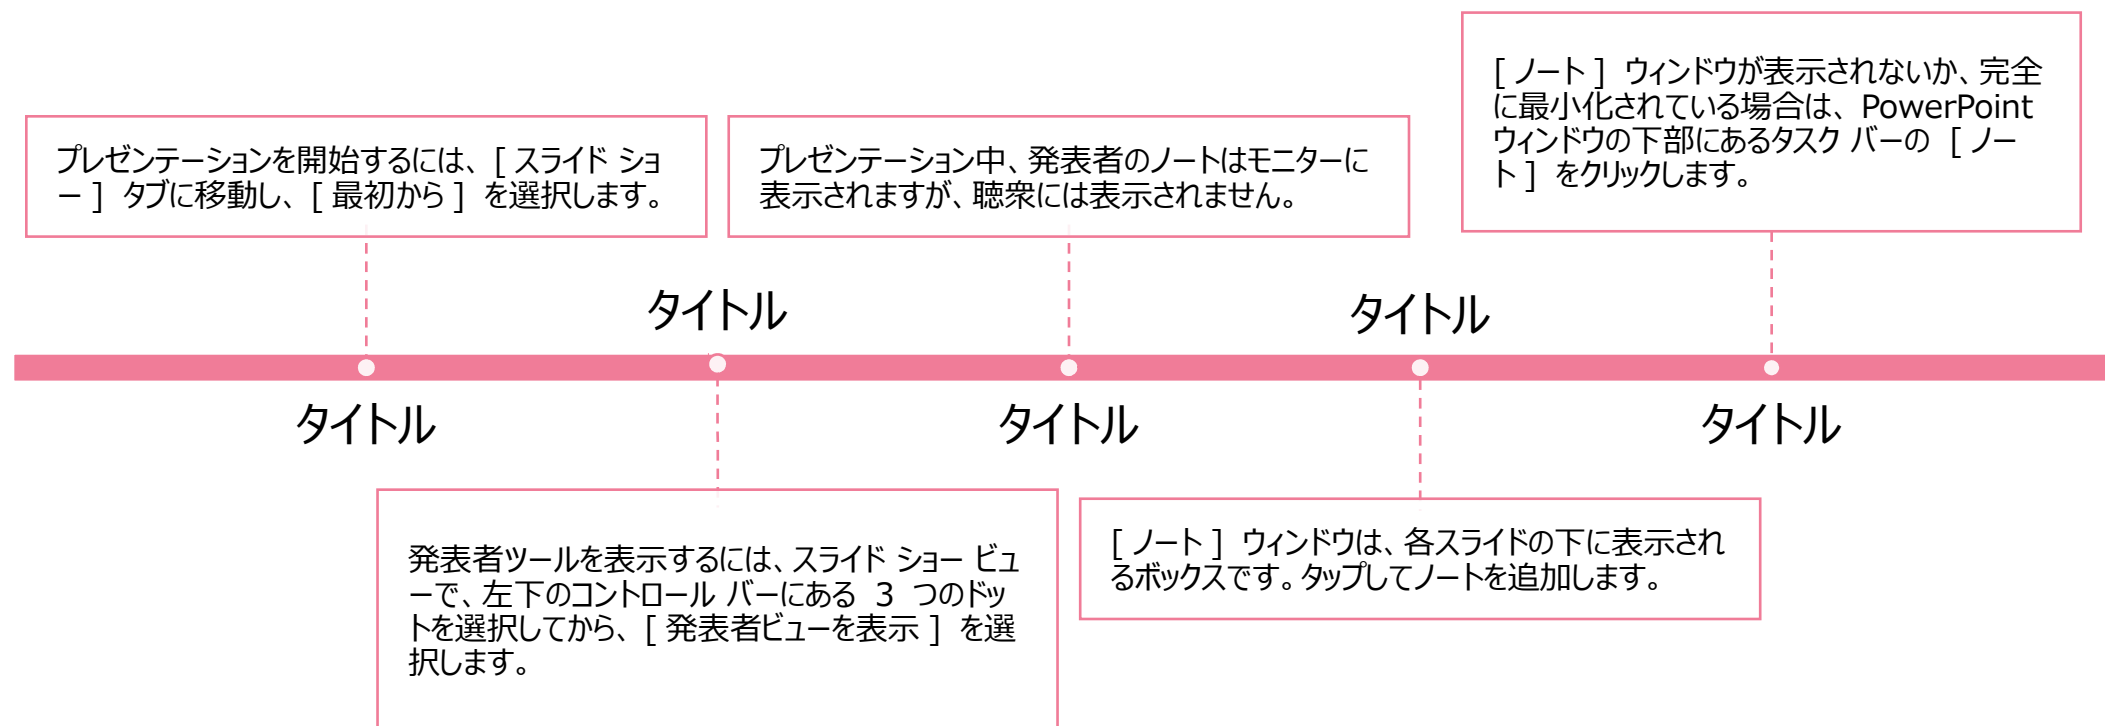 プレゼンテーションを開始するには、[スライド ショ
ー] タブに移動し、[最初から] を選択します。
タイトル
発表者ツールを表示するには、スライド ショー ビュ
ーで、左下のコントロール バーにある 3 つのドッ
トを選択してから、[発表者ビューを表示] を選
択します。
タイトル
プレゼンテーション中、発表者のノートはモニターに
表示されますが、聴衆には表示されません。
タイトル
[ノート] ウィンドウは、各スライドの下に表示され
るボックスです。タップしてノートを追加します。
タイトル
[ノート] ウィンドウが表示されないか、完全
に最小化されている場合は、PowerPoint
ウィンドウの下部にあるタスク バーの [ノー
ト] をクリックします。
タイトル